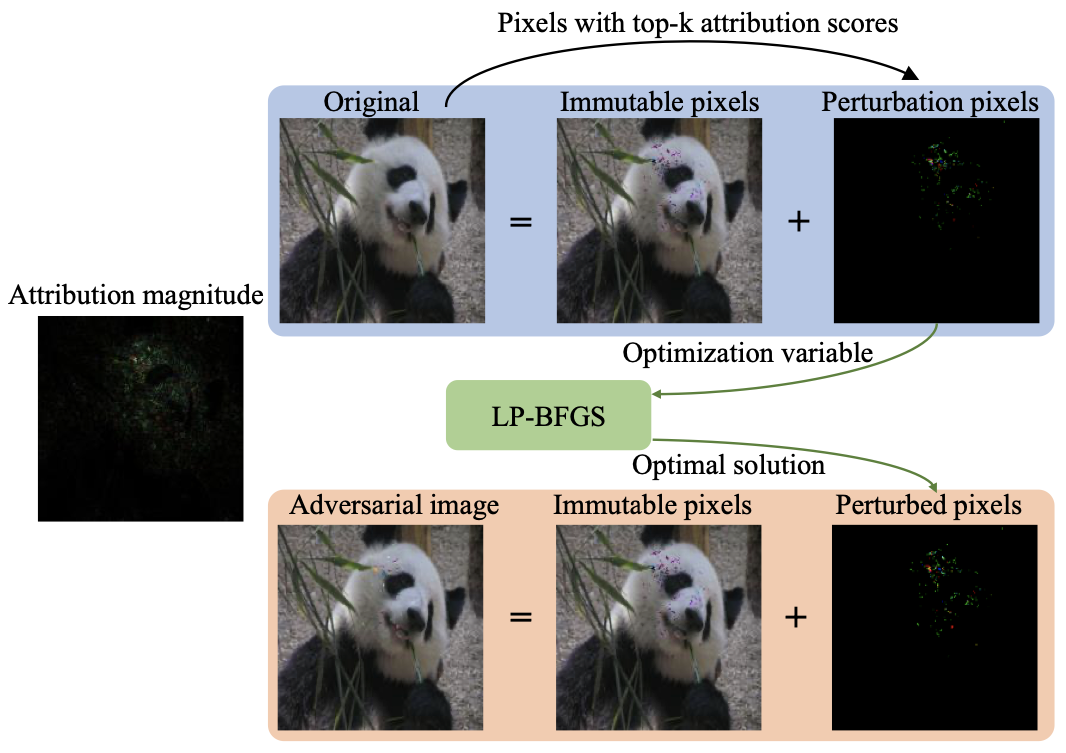 Pixels with top-k attribution scores
Original
Immutable pixels
Perturbation pixels
=
+
Attribution magnitude
Optimization variable
LP-BFGS
Optimal solution
Adversarial image
Immutable pixels
Perturbed pixels
=
+